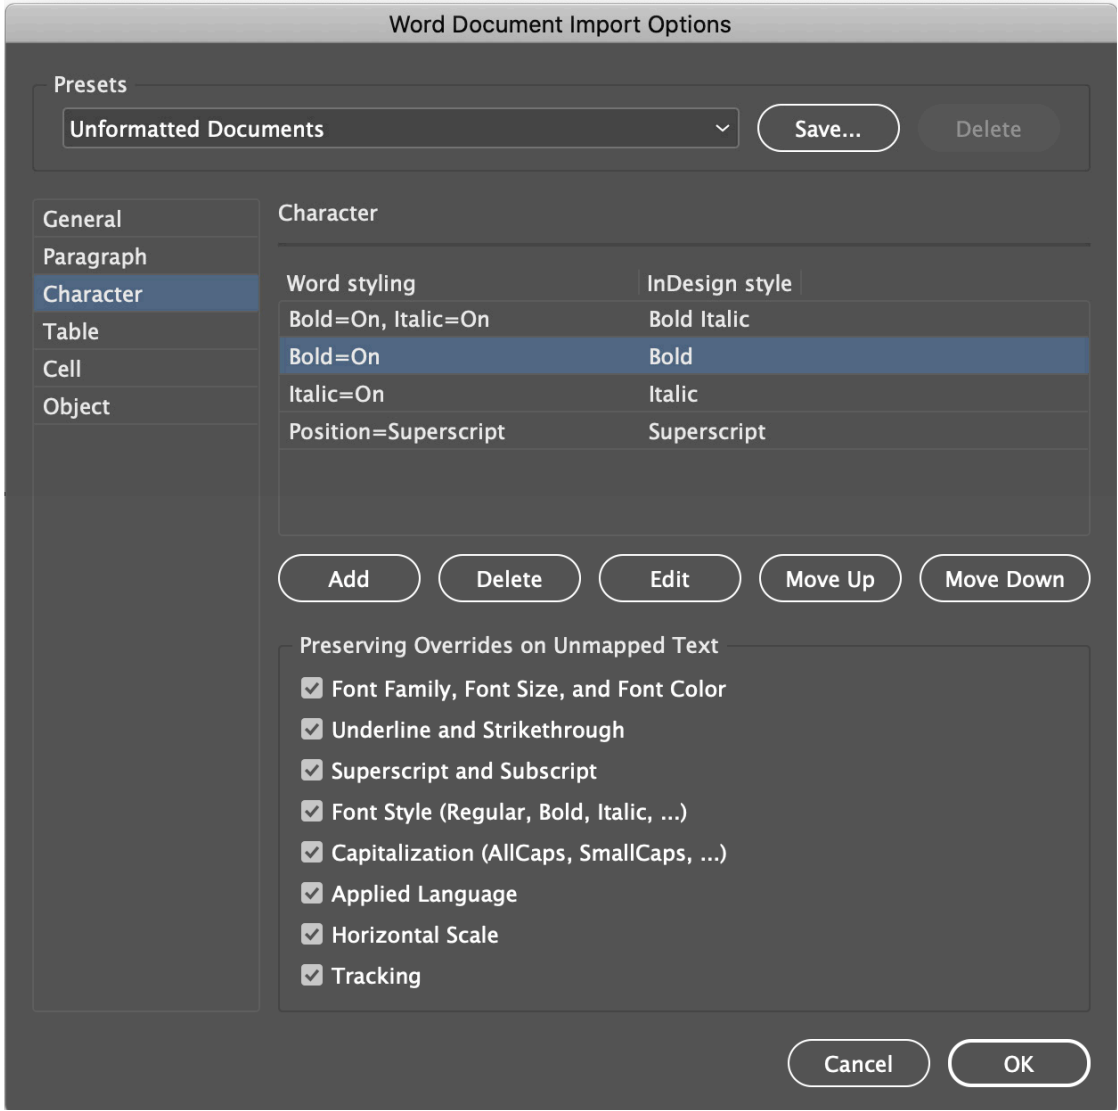 Word Document Import Options
Presets
Unformatted Documents
Save...
Delete
General
Paragraph
Character
Table
Cell
Object
Character
Word styling InDesign style
Bold=On, Italic=On Bold Italic
Bold=On Bold
Italic=On Italic
Position=Superscript Superscript
Add Delete Edit Move Up Move Down
Preserving Overrides on Unmapped Text
Font Family, Font Size, and Font Color
Underline and Strikethrough
Superscript and Subscript
Font Style (Regular, Bold, Italic, ...)
Capitalization (AllCaps, SmallCaps, ...)
Applied Language
Horizontal Scale
Tracking
Cancel OK